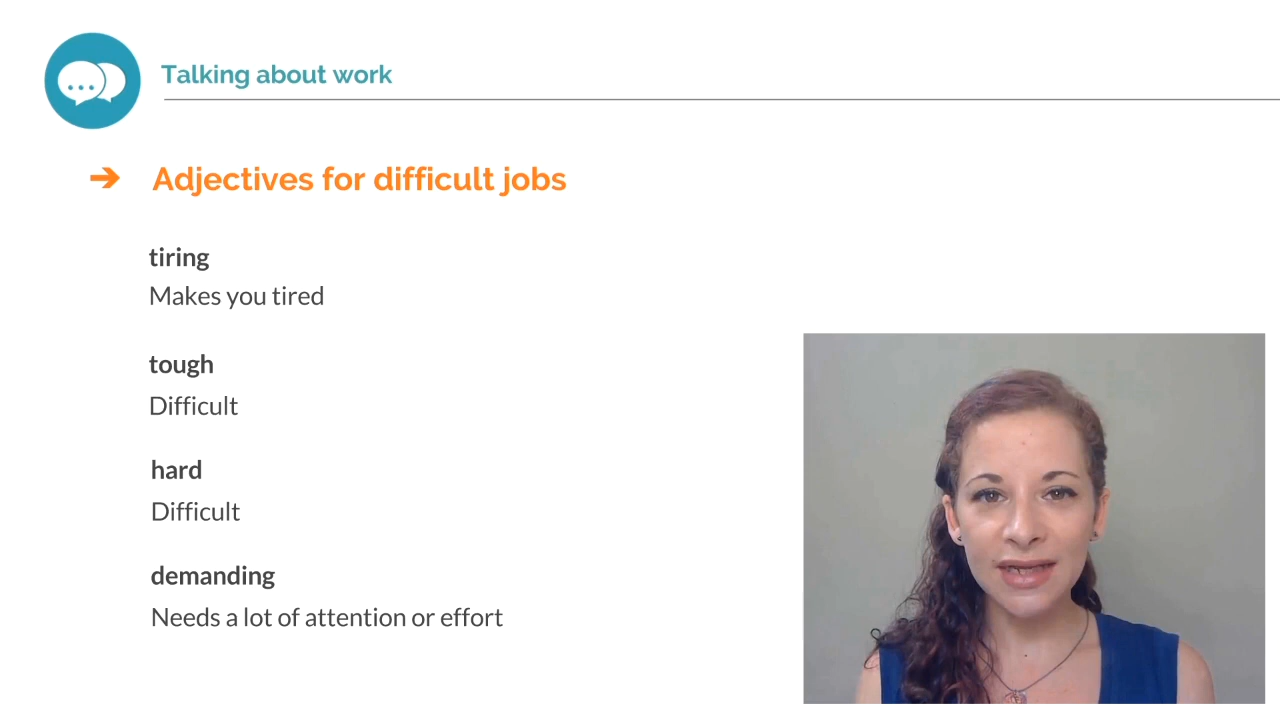 Talking about work
➔ Adjectives for difficult jobs
tiring
Makes you tired
tough
Difficult
hard
Difficult
demanding
Needs a lot of attention or effort